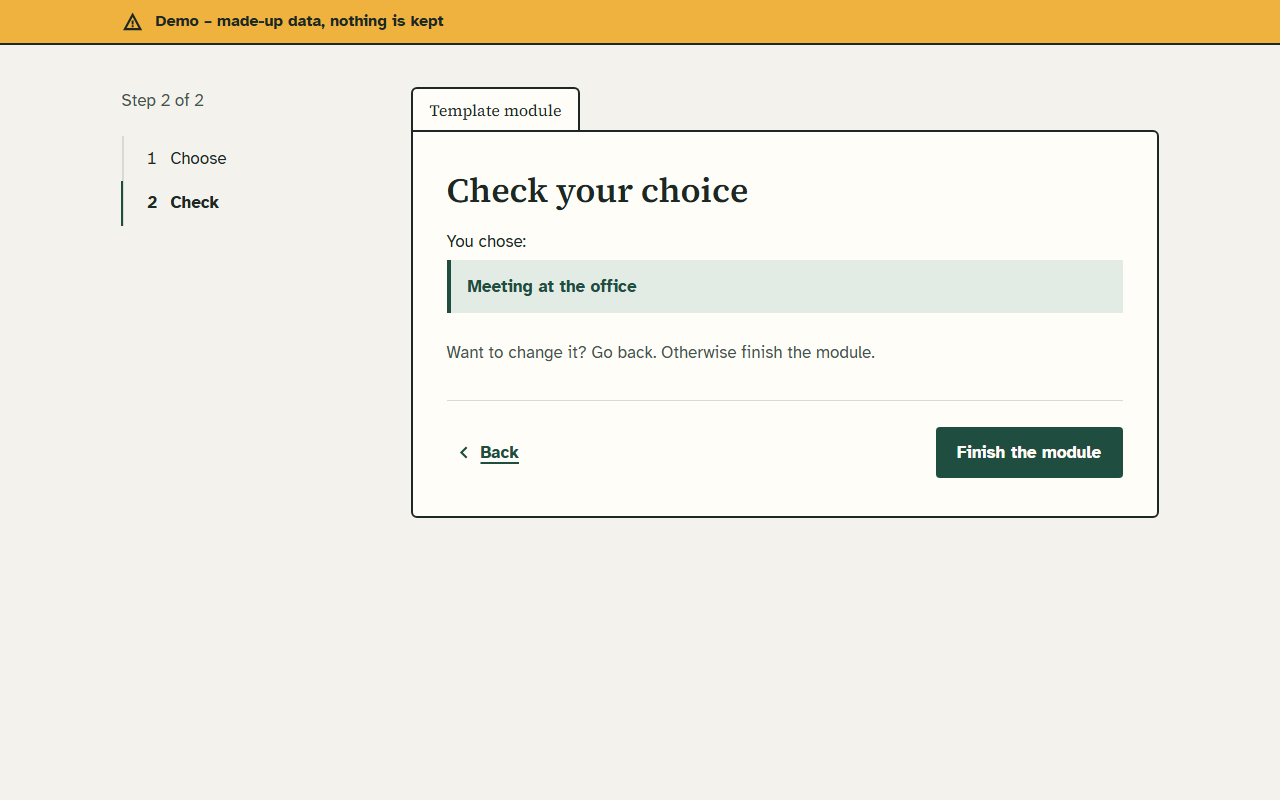 Demo – made-up data, nothing is kept
Step 2 of 2
1 Choose
2 Check
Template module
Check your choice
You chose:
Meeting at the office
Want to change it? Go back. Otherwise finish the module.
Back
Finish the module